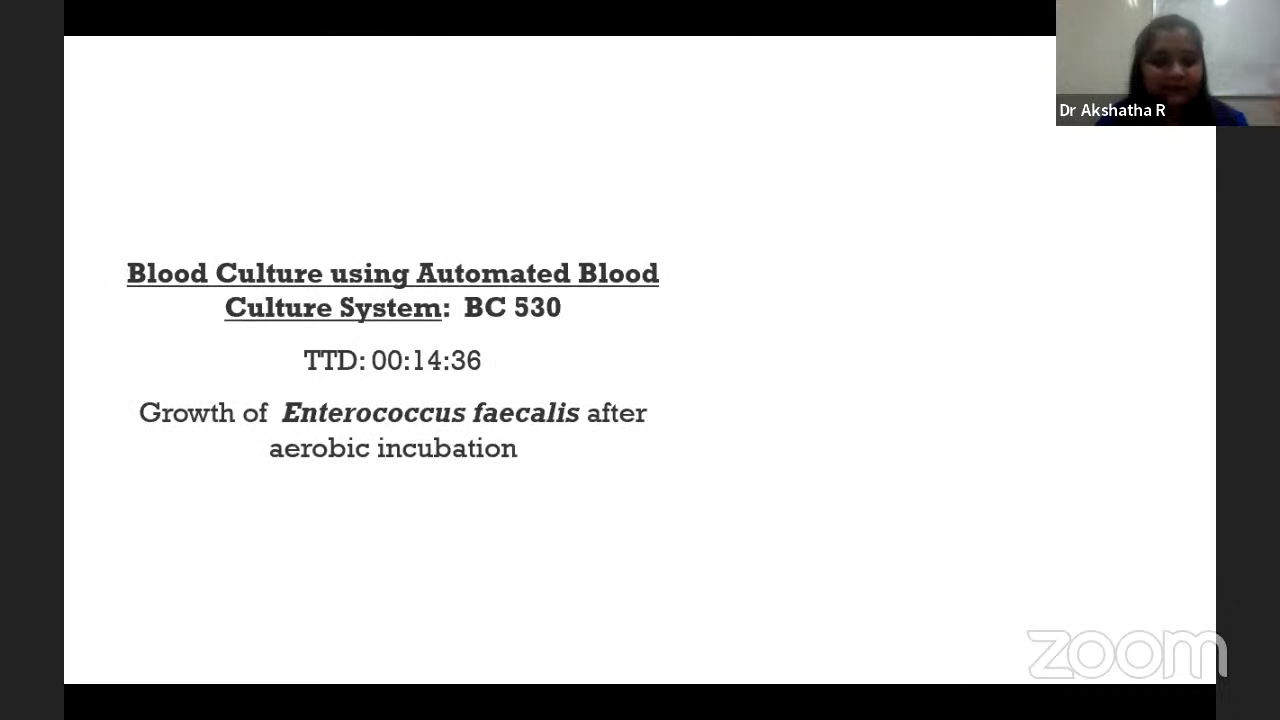 Dr Akshatha R
Blood Culture using Automated Blood
Culture System: BC 530
TTD: 00:14:36
Growth of Enterococcus faecalis after
aerobic incubation
zoom